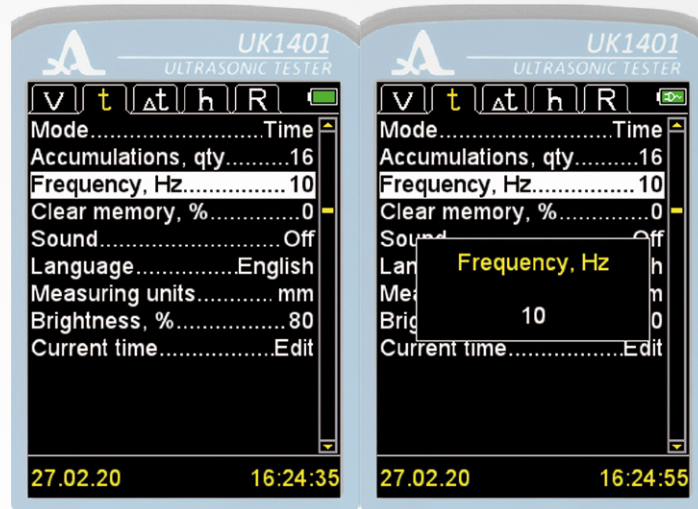 UK1401
ULTRASONIC TESTER
V t Δt h R
Mode.......................Time
Accumulations, qty..........16
Frequency, Hz................10
Clear memory, %..............0
Sound............................Off
Language................English
Measuring units............mm
Brightness, %.................80
Current time..................Edit
27.02.20 16:24:35
UK1401
ULTRASONIC TESTER
V t Δt h R
Mode.......................Time
Accumulations, qty..........16
Frequency, Hz................10
Clear memory, %..............0
Off
Lan h
m
Brig 0
Frequency, Hz
10
Current time..................Edit
27.02.20 16:24:55